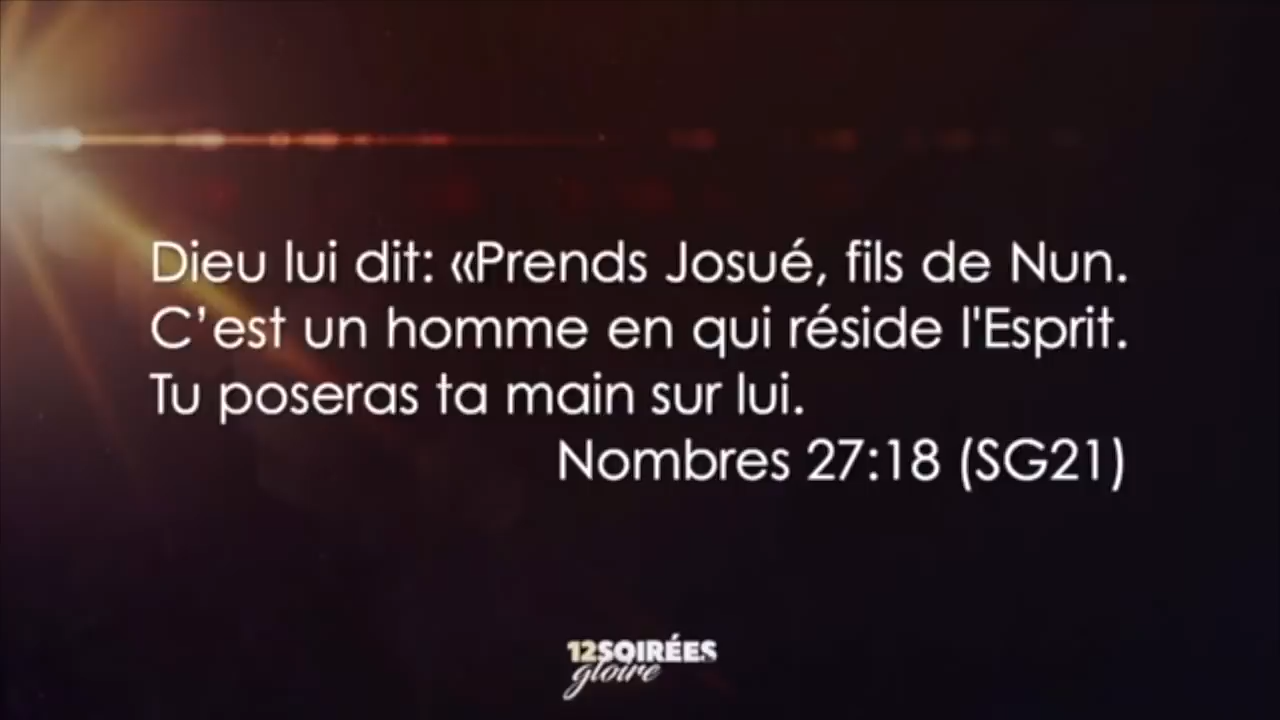 Dieu lui dit: «Prends Josué, fils de Nun.
C’est un homme en qui réside l'Esprit.
Tu poseras ta main sur lui.
Nombres 27:18 (SG21)
12SOIRÉES
gloire